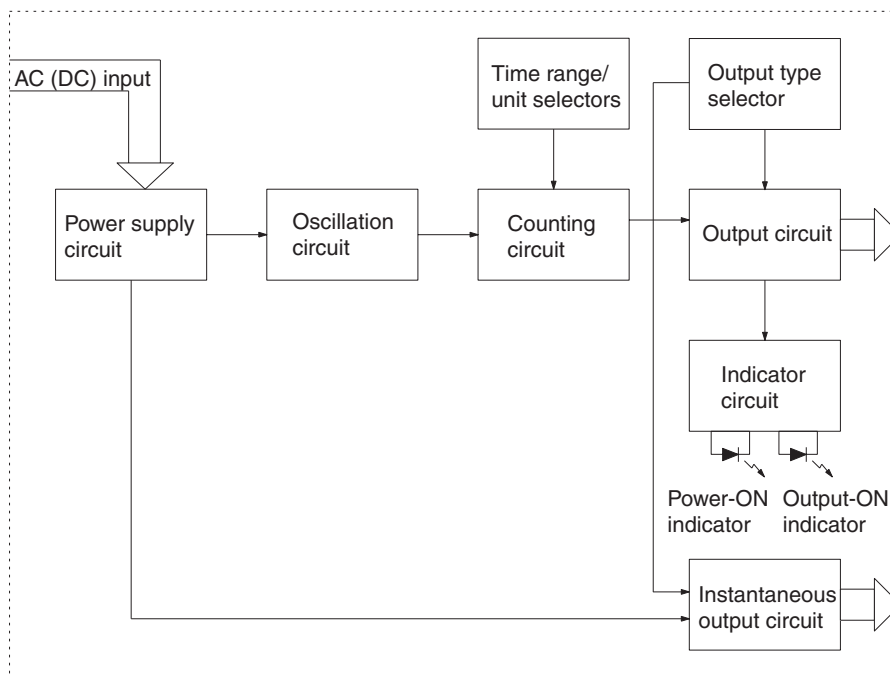 AC (DC) input
Time range/
unit selectors
Output type
selector
Power supply
circuit
Oscillation
circuit
Counting
circuit
Output circuit
Indicator
circuit
Power-ON
indicator
Output-ON
indicator
Instantaneous
output circuit